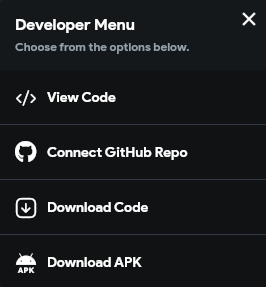 Developer Menu
Choose from the options below.
View Code
Connect GitHub Repo
Download Code
APK
Download APK